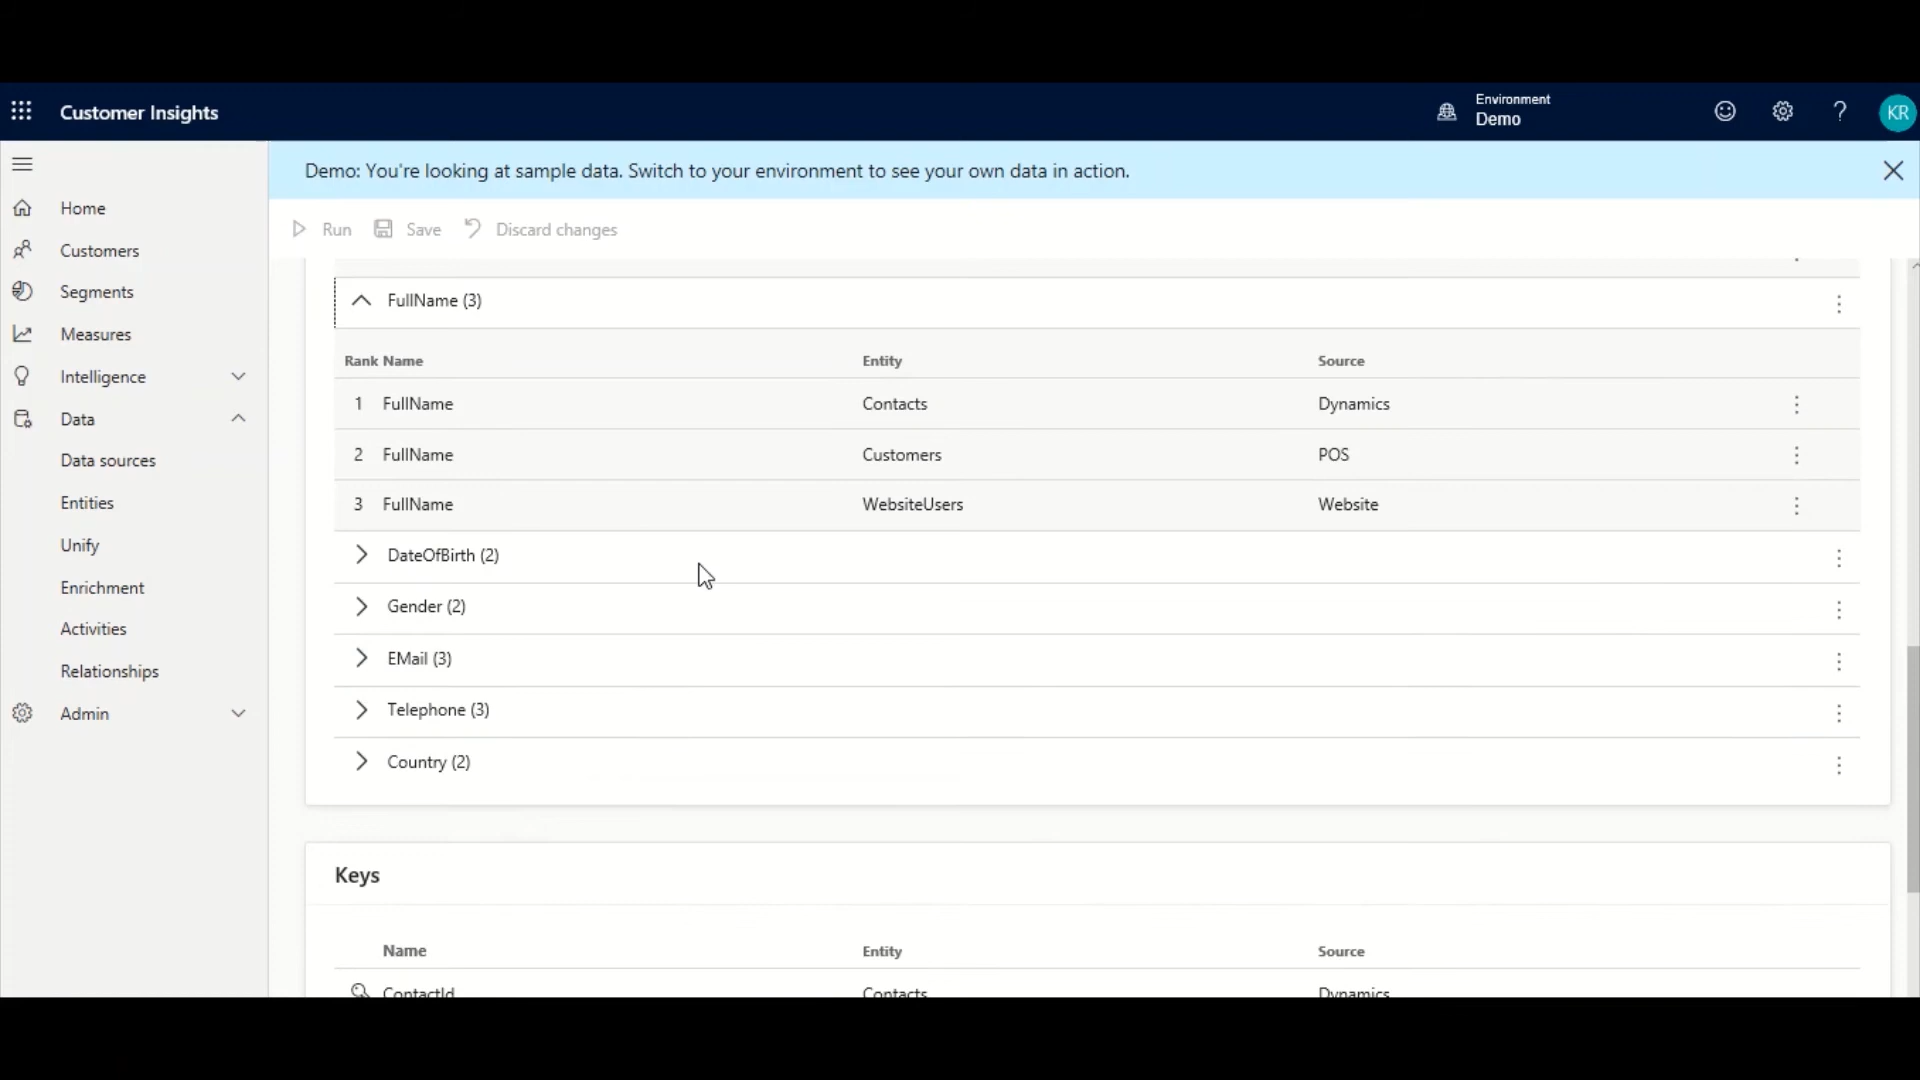 Customer Insights
Environment
Demo
KR
Demo: You're looking at sample data. Switch to your environment to see your own data in action.
Home
Customers
Segments
Measures
Intelligence
Data
Data sources
Entities
Unify
Enrichment
Activities
Relationships
Admin
Run Save Discard changes
FullName (3)
Rank Name Entity Source
1 FullName Contacts Dynamics
2 FullName Customers POS
3 FullName WebsiteUsers Website
DateOfBirth (2)
Gender (2)
EMail (3)
Telephone (3)
Country (2)
Keys
Name Entity Source
ContactId Contacts Dynamics